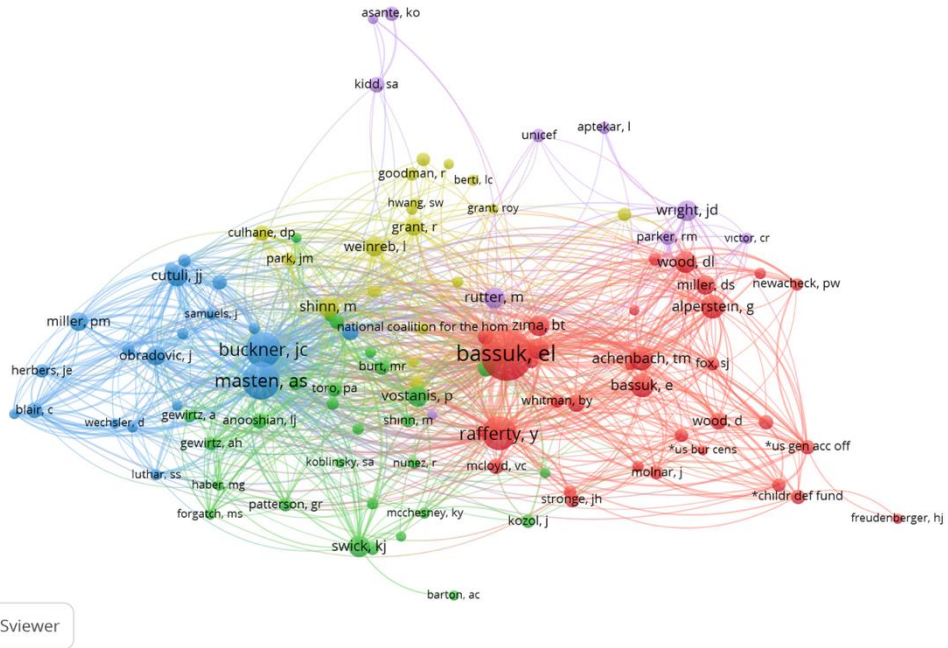 asante, ko
kidd, sa
unicef
aptekar, l
goodman, r
berti, lc
hwang, sw
grant, roy
wright, jd
grant, r
culhane, dp
parker, rm
victor, cr
weinreb, l
park, jm
wood, dl
cutuli, jj
miller, ds
newacheck, pw
rutter, m
shinn, m
alperstein, g
samuels, j
miller, pm
national coalition for the hom
zima, bt
buckner, jc
bassuk, el
obradovic, j
achenbach, tm
fox, sj
burt, mr
herbers, je
masten, as
toro, pa
bassuk, e
vostanis, p
whitman, by
blair, c
gewirtz, a
anooshian, lj
shinn, m
wood, d
wechsler, d
rafferty, y
gewirtz, ah
*us gen acc off
*us bur cens
koblinsky, sa
nunez, r
mcloyd, vc
luthar, ss
molnar, j
haber, mg
*childr def fund
stronge, jh
patterson, gr
forgatch, ms
mcchesney, ky
kozol, j
freudenberger, hj
swick, kj
barton, ac
Sviewer